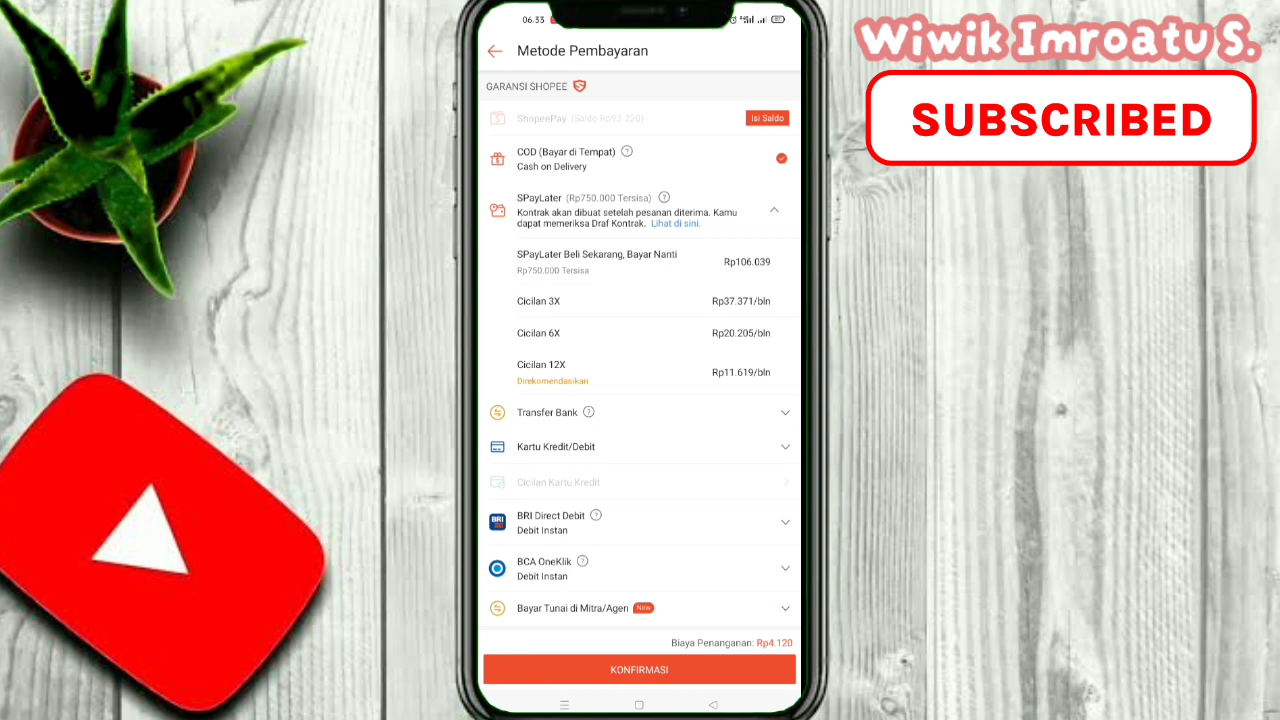 Wiwik Imroatu S.
SUBSCRIBED
06.33
Metode Pembayaran
GARANSI SHOPEE
ShopeePay (Saldo Rp93.220)
Isi Saldo
COD (Bayar di Tempat) ?
Cash on Delivery
SPayLater (Rp750.000 Tersisa) ?
Kontrak akan dibuat setelah pesanan diterima. Kamu
dapat memeriksa Draf Kontrak. Lihat di sini.
SPayLater Beli Sekarang, Bayar Nanti
Rp750.000 Tersisa
Rp106.039
Cicilan 3X Rp37.371/bln
Cicilan 6X Rp20.205/bln
Cicilan 12X
Direkomendasikan
Rp11.619/bln
Transfer Bank ?
Kartu Kredit/Debit
Cicilan Kartu Kredit
BRI
BRI Direct Debit ?
Debit Instan
BCA OneKlik ?
Debit Instan
Bayar Tunai di Mitra/Agen New
Biaya Penanganan: Rp4.120
KONFIRMASI